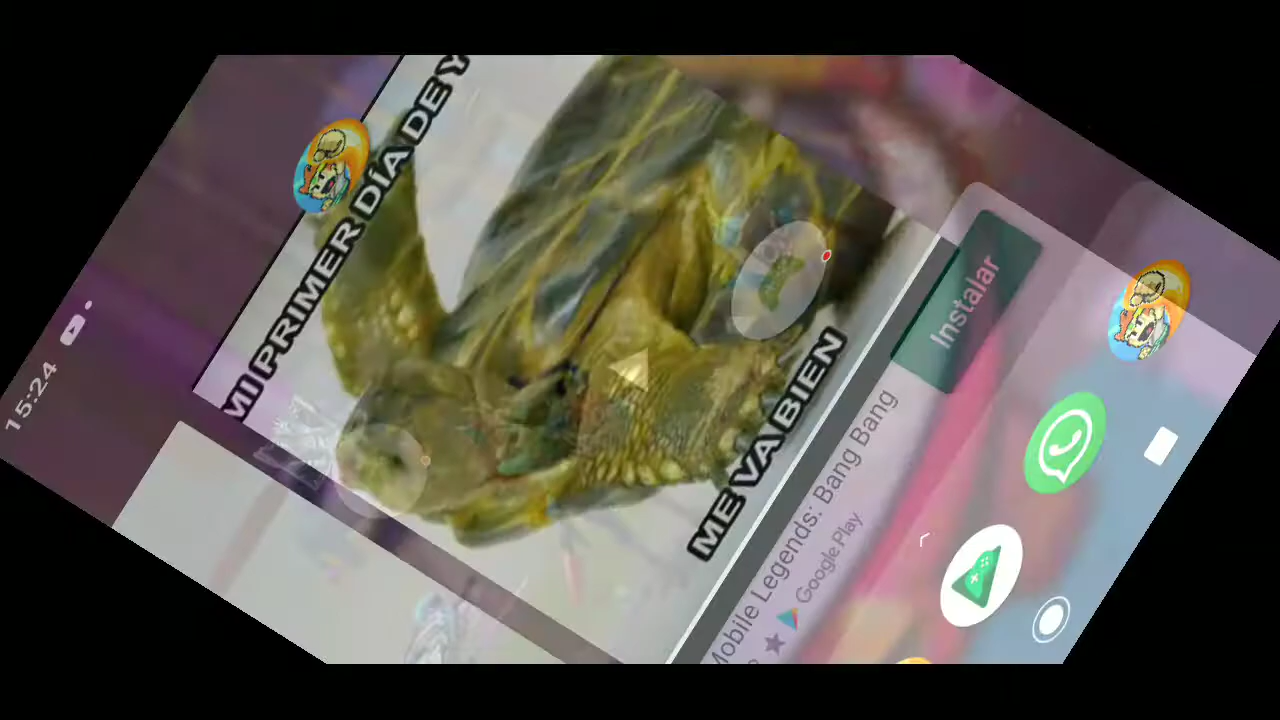 15:24
MI PRIMER DÍA DE Y
ME VA BIEN
Instalar
Mobile Legends: Bang Bang
Google Play